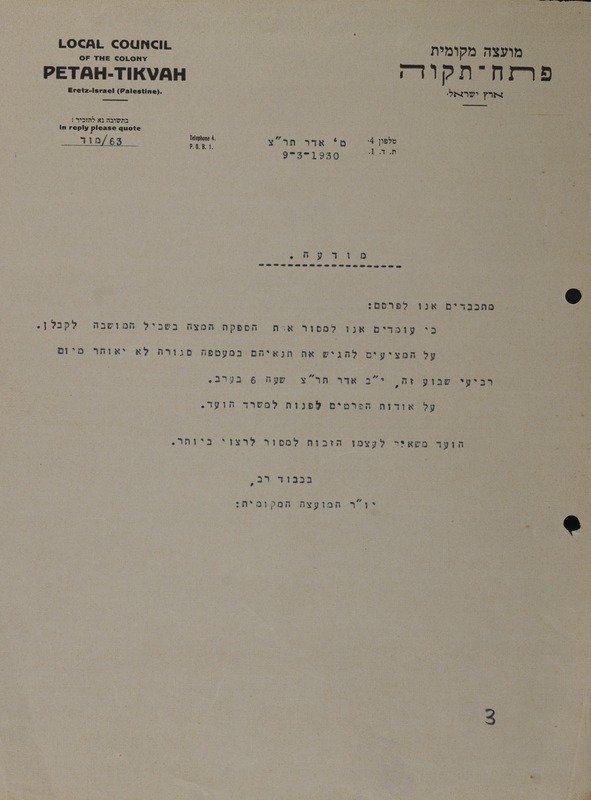 LOCAL COUNCIL
OF THE COLONY
PETAH-TIKVAH
Eretz-Israel (Palestine).
מועצה מקומית
פתח-תקוה
ארץ ישראל.
בתשובה נא להזכיר:
In reply please quote
63/מוד
Telephone 4.
P. O. B. 1.
ט' אדר תר"צ
9-3-1930
טלפון 4.
ת. ד. 1.
מודעה.
מתכבדים אנו לפרסם:
כי עומדים אנו למסור את הספקת המצה בשביל המושבה לקבלן.
על המציעים להגיש את תנאיהם במעטפה סגורה לא יאוחר מיום
רביעי שבוע זה, י"ב אדר תר"צ שעה 6 בערב.
על אודות הפרטים לפנות למשרד הועד.
הועד משאיר לעצמו הזכות למסור לרצוי ביותר.
בכבוד רב,
יו"ר המועצה המקומית:
3